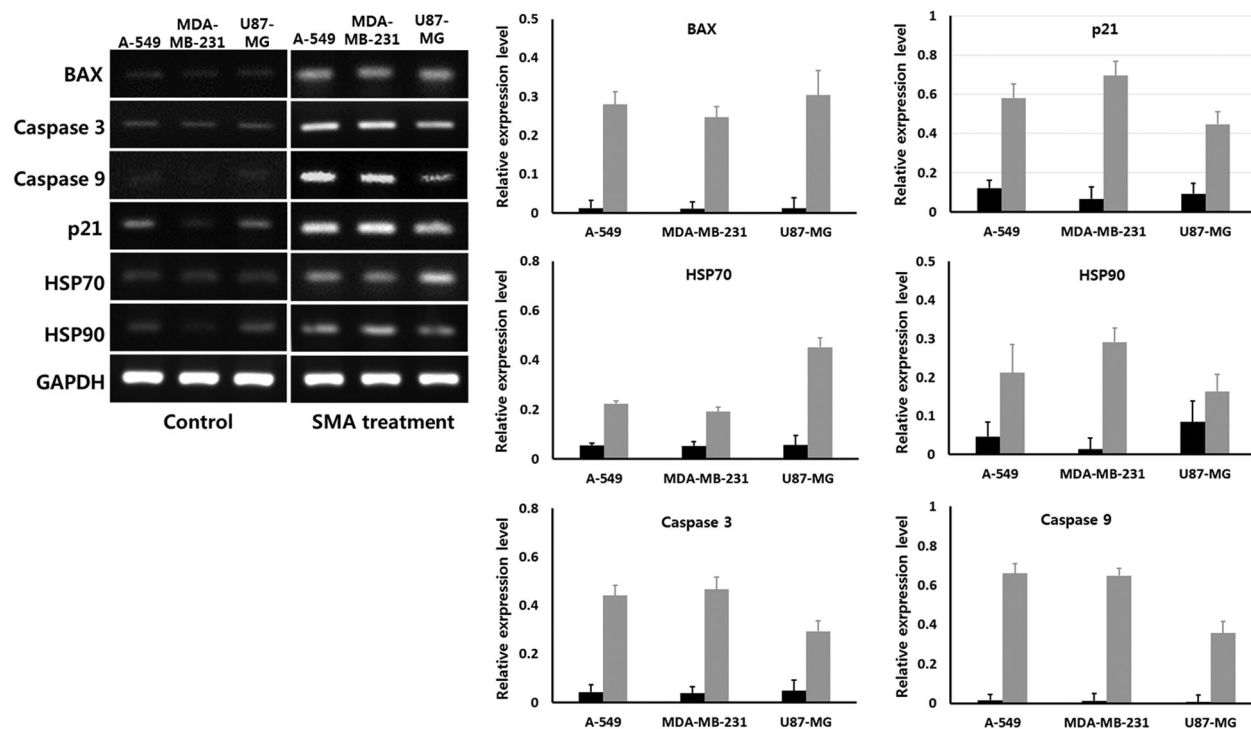 A-549 MDA-MB-231 U87-MG A-549 MDA-MB-231 U87-MG
BAX
Caspase 3
Caspase 9
p21
HSP70
HSP90
GAPDH
Control SMA treatment
BAX
Relative exrpression level
0.5
0.4
0.3
0.2
0.1
0
A-549 MDA-MB-231 U87-MG
p21
Relative exrpression level
1
0.8
0.6
0.4
0.2
0
A-549 MDA-MB-231 U87-MG
HSP70
Relative exrpression level
0.8
0.6
0.4
0.2
0
A-549 MDA-MB-231 U87-MG
HSP90
Relative exrpression level
0.5
0.4
0.3
0.2
0.1
0
A-549 MDA-MB-231 U87-MG
Caspase 3
Relative exrpression level
0.8
0.6
0.4
0.2
0
A-549 MDA-MB-231 U87-MG
Caspase 9
Relative exrpression level
1
0.8
0.6
0.4
0.2
0
A-549 MDA-MB-231 U87-MG